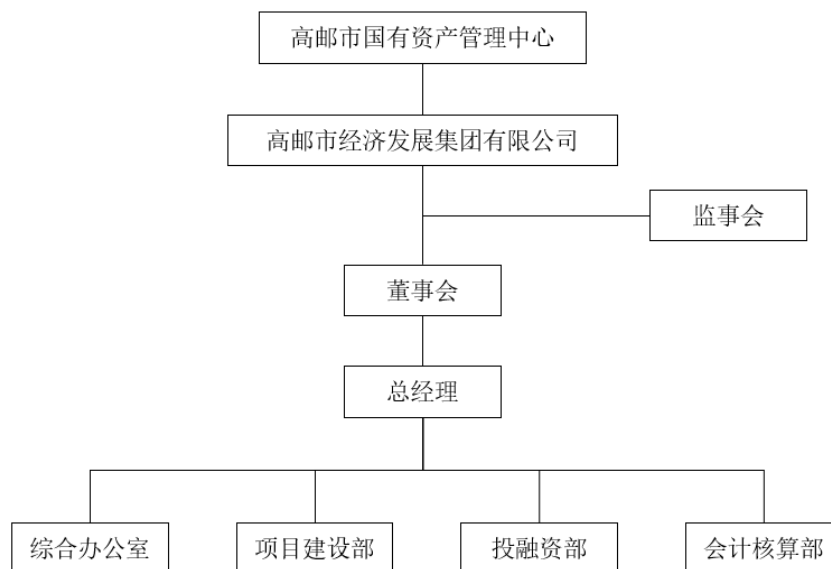 高邮市国有资产管理中心
高邮市经济发展集团有限公司
监事会
董事会
总经理
综合办公室
项目建设部
投融资部
会计核算部